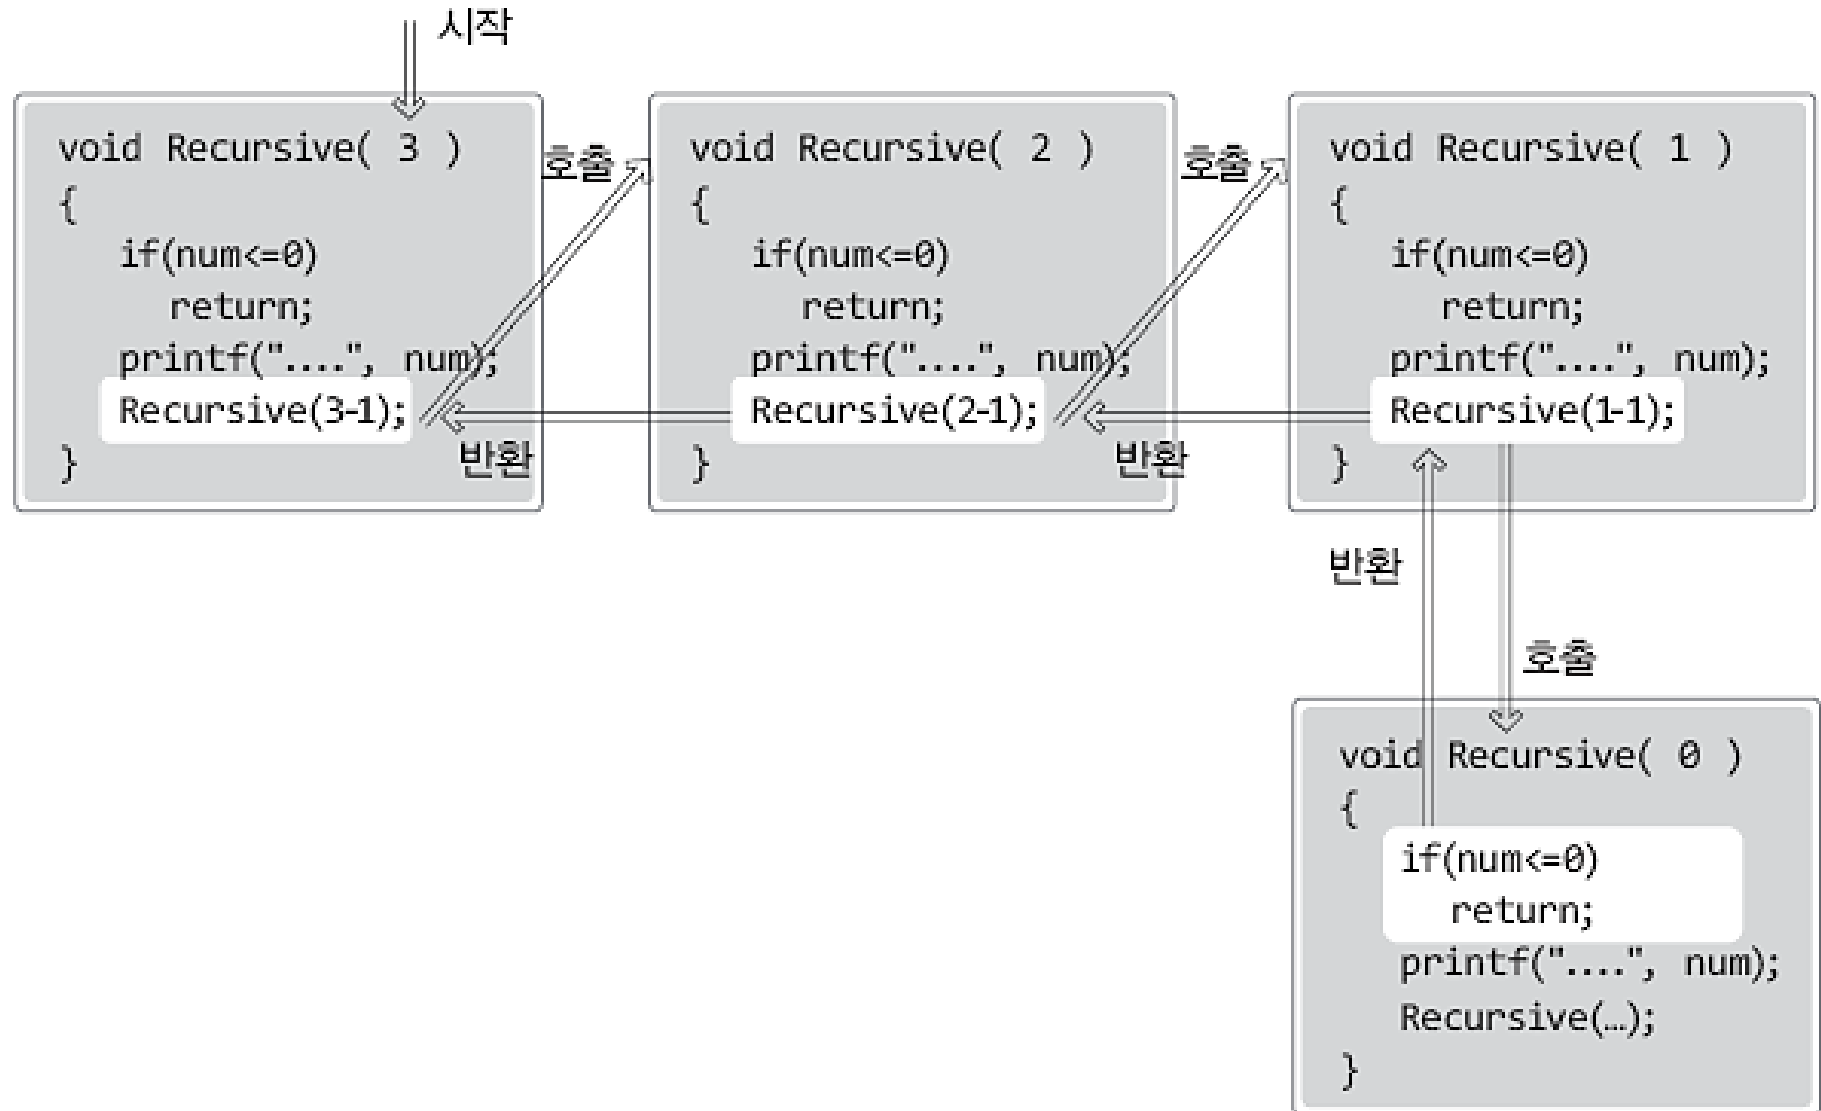 시작
void Recursive( 3 )
{
if(num<=0)
return;
printf("....", num);
Recursive(3-1);
}
호출
반환
void Recursive( 2 )
{
if(num<=0)
return;
printf("....", num);
Recursive(2-1);
}
호출
반환
void Recursive( 1 )
{
if(num<=0)
return;
printf("....", num);
Recursive(1-1);
}
반환
호출
void Recursive( 0 )
{
if(num<=0)
return;
printf("....", num);
Recursive(…);
}